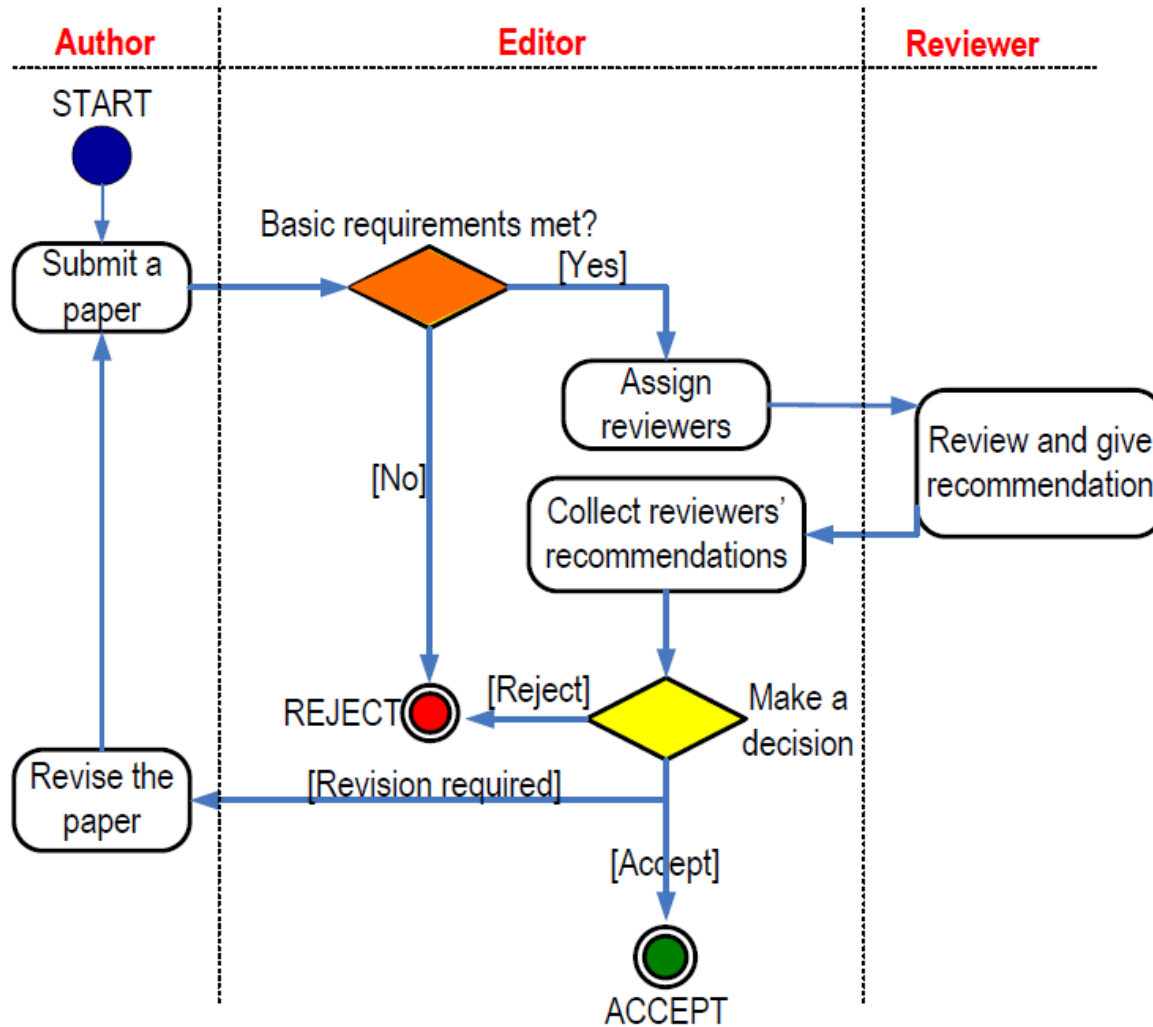 Author
Editor
Reviewer
START
Basic requirements met?
[Yes]
Submit a
paper
Assign
reviewers
Review and give
recommendation
[No]
Collect reviewers’
recommendations
[Reject]
REJECT
Make a
decision
Revise the
paper
[Revision required]
[Accept]
ACCEPT